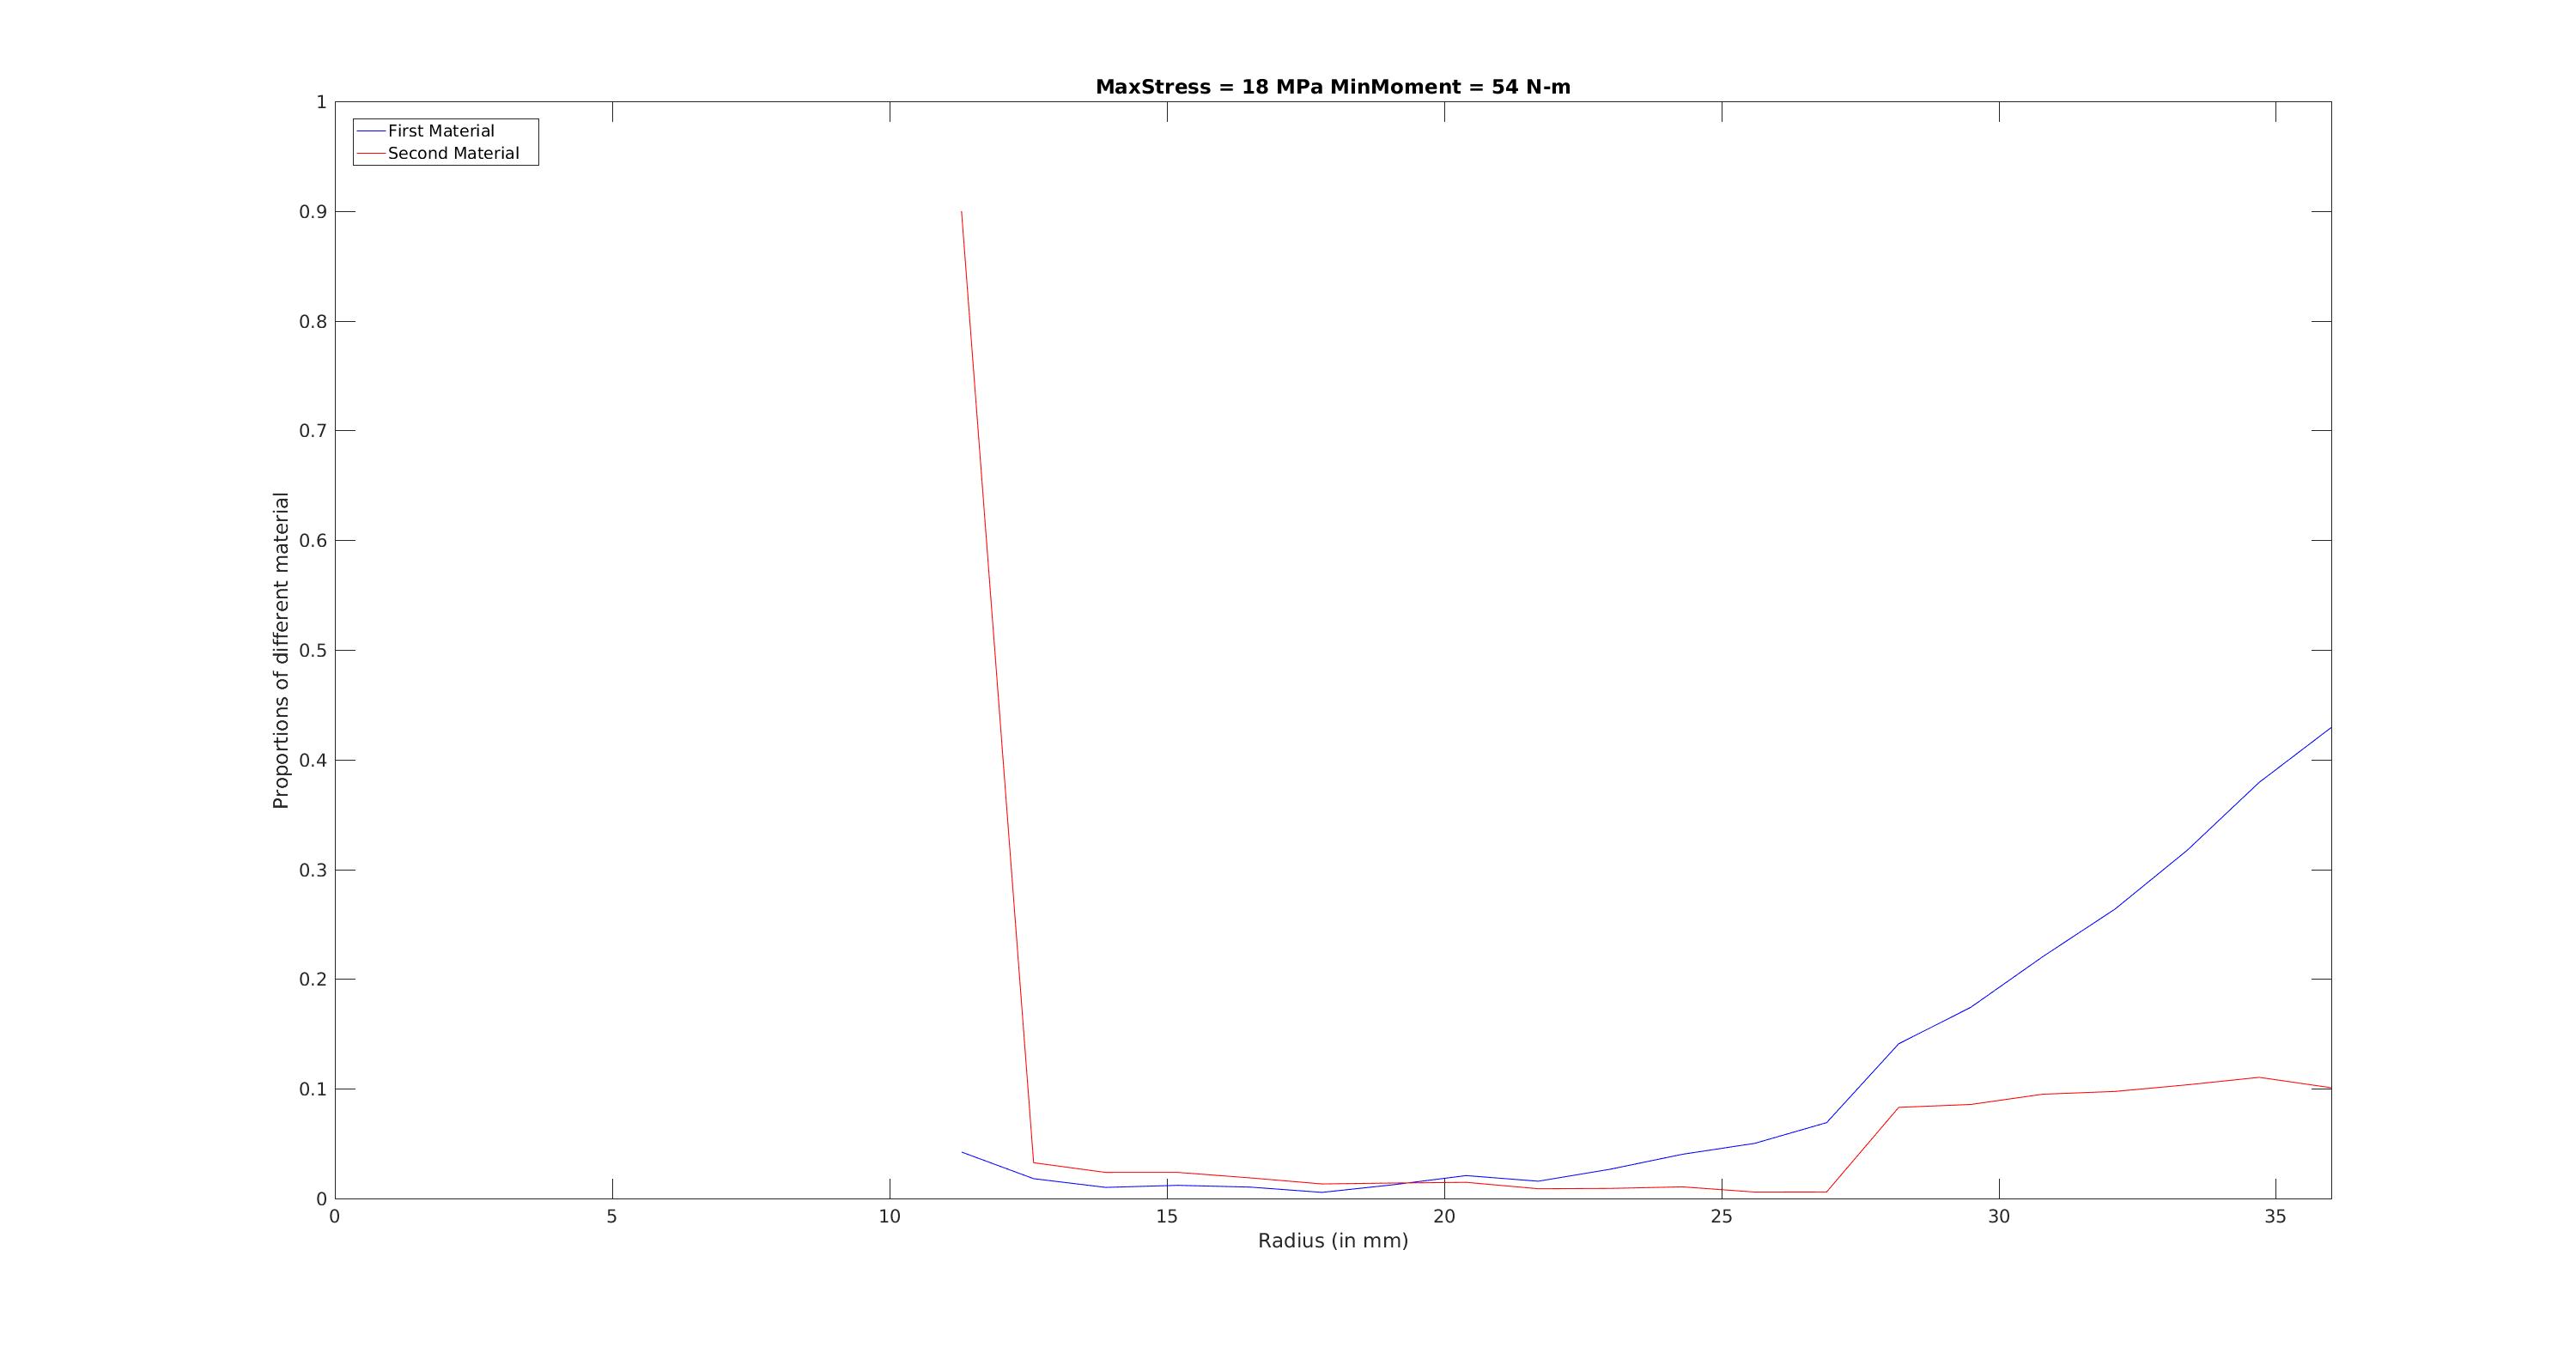 MaxStress = 18 MPa MinMoment = 54 N-m
First Material
Second Material
Proportions of different material
1
0.9
0.8
0.7
0.6
0.5
0.4
0.3
0.2
0.1
0
0 5 10 15 20 25 30 35
Radius (in mm)